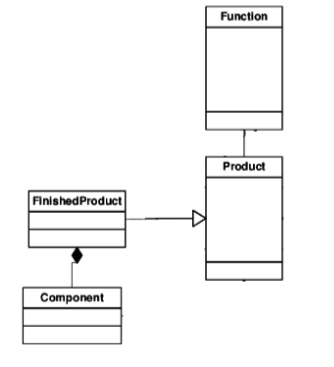 Function
Product
FinishedProduct
Component